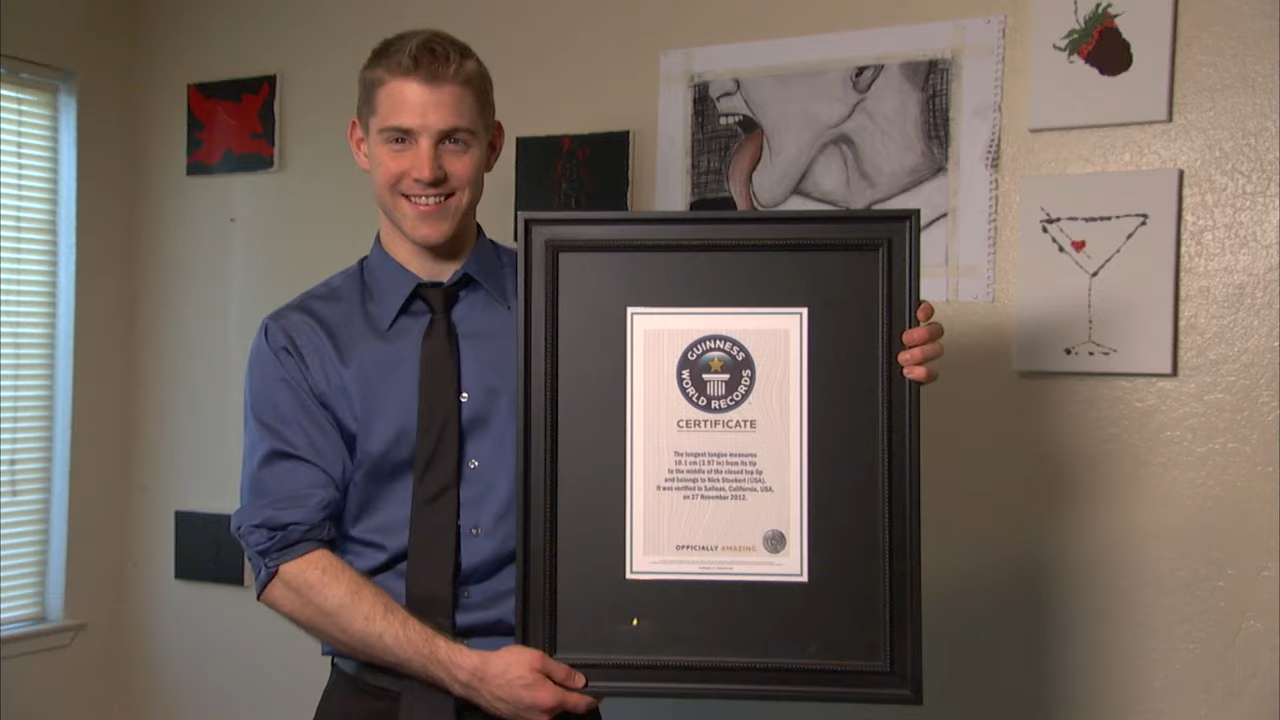 GUINNESS
WORLD RECORDS
CERTIFICATE
The longest tongue measures
10.1 cm (3.97 in) from its tip
to the middle of the closed top lip
and belongs to Nick Stoeberl (USA).
It was verified in Salinas, California, USA,
on 27 November 2012.
OFFICIALLY AMAZING